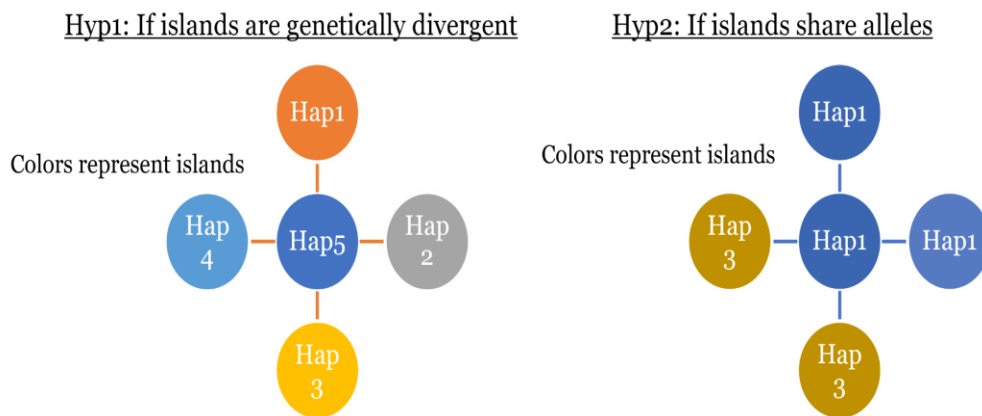 Hyp1: If islands are genetically divergent
Hap1
Colors represent islands
Hap
4
Hap5
Hap
2
Hap
3
Hyp2: If islands share alleles
Hap1
Colors represent islands
Hap
3
Hap1
Hap1
Hap
3